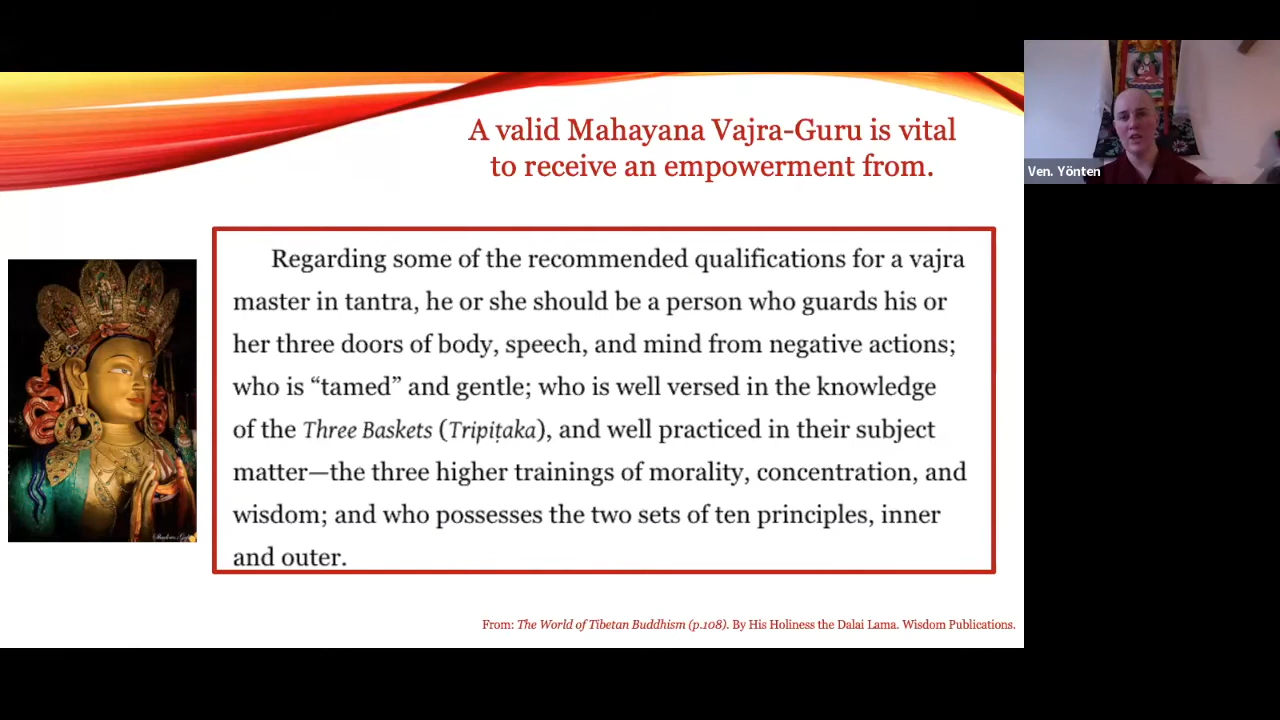 A valid Mahayana Vajra-Guru is vital
to receive an empowerment from.
Ven. Yönten
Regarding some of the recommended qualifications for a vajra
master in tantra, he or she should be a person who guards his or
her three doors of body, speech, and mind from negative actions;
who is “tamed” and gentle; who is well versed in the knowledge
of the Three Baskets (Tripiṭaka), and well practiced in their subject
matter—the three higher trainings of morality, concentration, and
wisdom; and who possesses the two sets of ten principles, inner
and outer.
From: The World of Tibetan Buddhism (p.108). By His Holiness the Dalai Lama. Wisdom Publications.